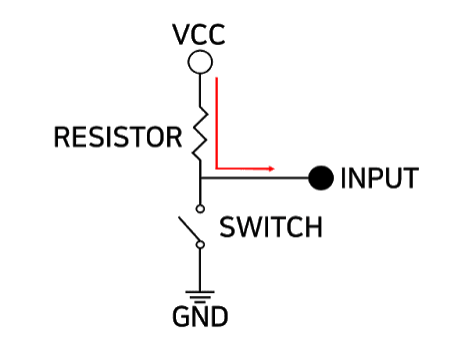 VCC
RESISTOR
INPUT
SWITCH
GND